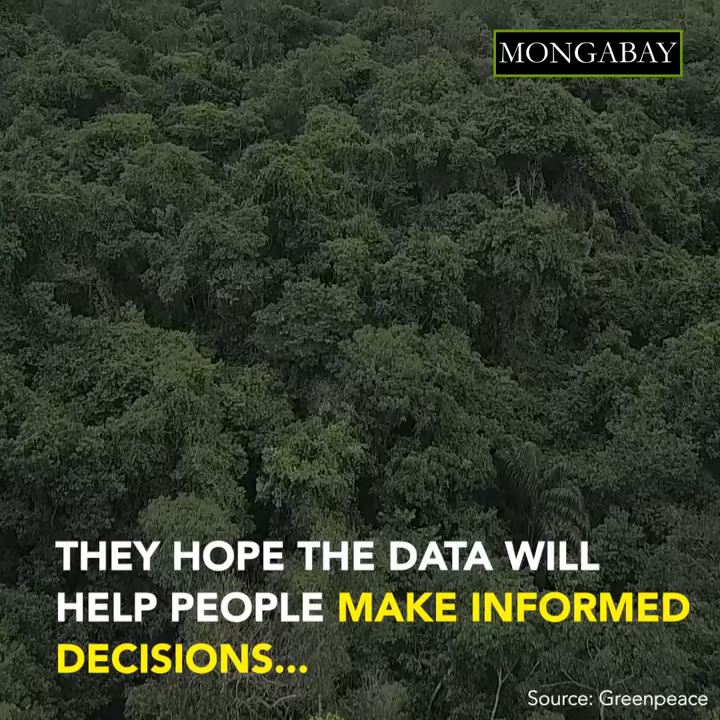 MONGABAY
THEY HOPE THE DATA WILL
HELP PEOPLE MAKE INFORMED
DECISIONS...
Source: Greenpeace